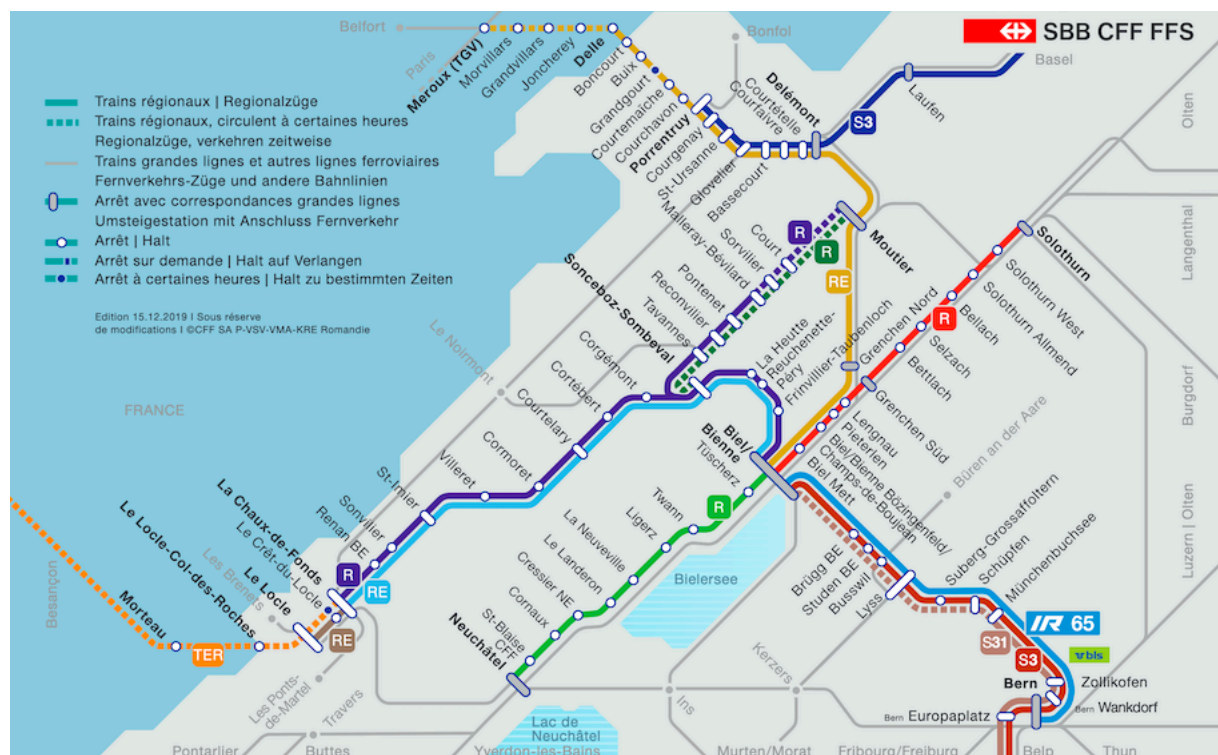 SBB CFF FFS
Trains régionaux | Regionalzüge
Trains régionaux, circulent à certaines heures
Regionalzüge, verkehren zeitweise
Trains grandes lignes et autres lignes ferroviaires
Fernverkehrs-Züge und andere Bahnlinien
Arrêt avec correspondances grandes lignes
Umsteigestation mit Anschluss Fernverkehr
Arrêt | Halt
Arrêt sur demande | Halt auf Verlangen
Arrêt à certaines heures | Halt zu bestimmten Zeiten
Edition 15.12.2019 | Sous réserve
de modifications | ©CFF SA P-VSV-VMA-KRE Romandie
Belfort
Paris
Meroux (TGV)
Morvillars
Grandvillars
Joncherey
Delle
Boncourt
Buix
Grandgourt
Courtemaîche
Courchavon
Porrentruy
Courgenay
St-Ursanne
Glovelier
Bassecourt
Courfaivre
Courtételle
Delémont
Bonfol
S3
Laufen
Basel
Olten
Langenthal
Burgdorf
Luzern | Olten
Moutier
R
R
RE
Court
Sorvilier
Malleray-Bévilard
Pontenet
Reconvilier
Tavannes
Sonceboz-Sombeval
La Heutte
Reuchenette-
Péry
Frinvillier-Taubenloch
Grenchen Nord
Solothurn
Solothurn West
Solothurn Allmend
Bellach
Selzach
Bettlach
R
Grenchen Süd
Lengnau
Pieterlen
Biel/Bienne Bözingenfeld/
Champs-de-Boujean
Biel Mett
Biel/
Bienne
Büren an der Aare
Le Noirmont
FRANCE
Corgémont
Cortébert
Courtelary
Cormoret
Villeret
St-Imier
Sonvilier
Renan BE
R
RE
La Chaux-de-Fonds
Le Crêt-du-Locle
Le Locle
Les Brenets
Le Locle-Col-des-Roches
Morteau
TER
RE
Besançon
Les Ponts-
de-Martel
Travers
Pontarlier
Buttes
Tüscherz
Twann
Ligerz
La Neuveville
Le Landeron
Cressier NE
Cornaux
St-Blaise
CFF
Neuchâtel
R
Bielersee
Lac de
Neuchâtel
Yverdon-les-Bains
Ins
Kerzers
Murten/Morat
Fribourg/Freiburg
Brügg BE
Studen BE
Busswil
Lyss
Suberg-Grossaffoltern
Schüpfen
Münchenbuchsee
IR 65
S31
S3
bls
Zollikofen
Bern Wankdorf
Bern
Bern Europaplatz
Belp
Thun